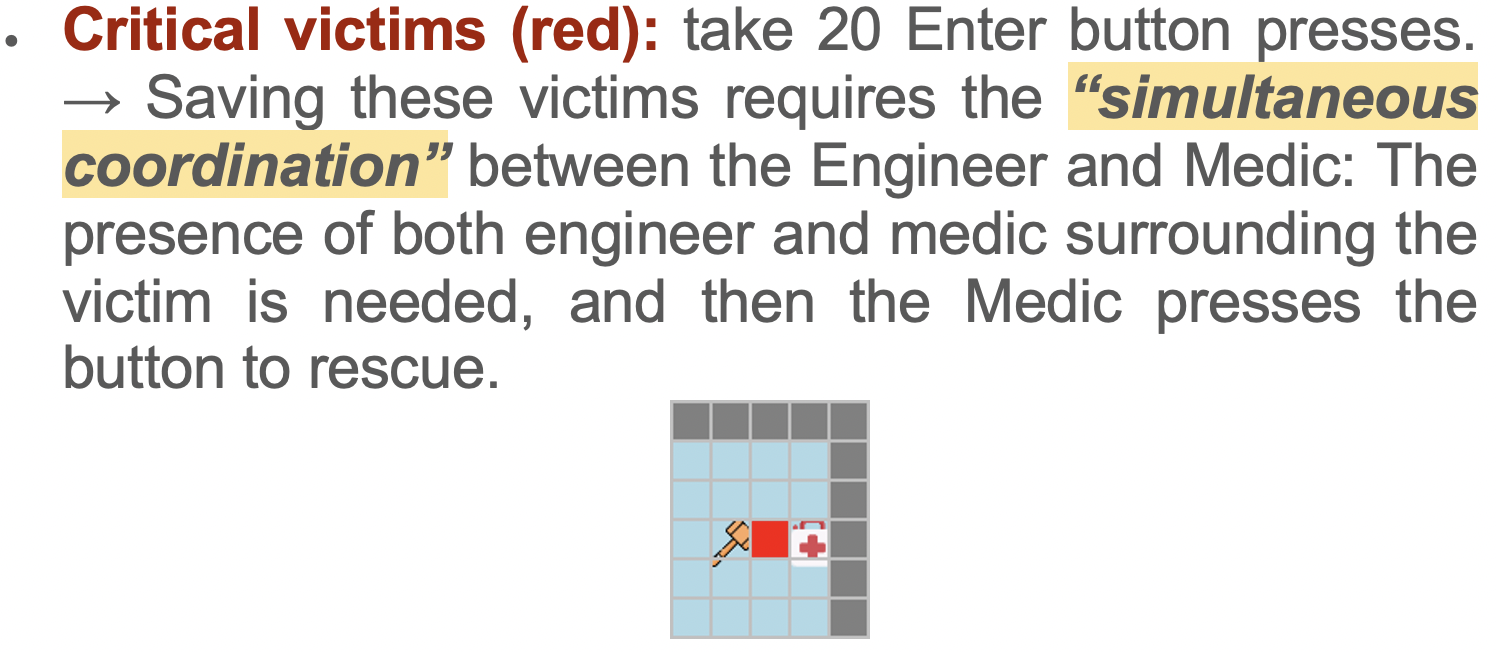 • Critical victims (red): take 20 Enter button presses.
→ Saving these victims requires the “simultaneous
coordination” between the Engineer and Medic: The
presence of both engineer and medic surrounding the
victim is needed, and then the Medic presses the
button to rescue.